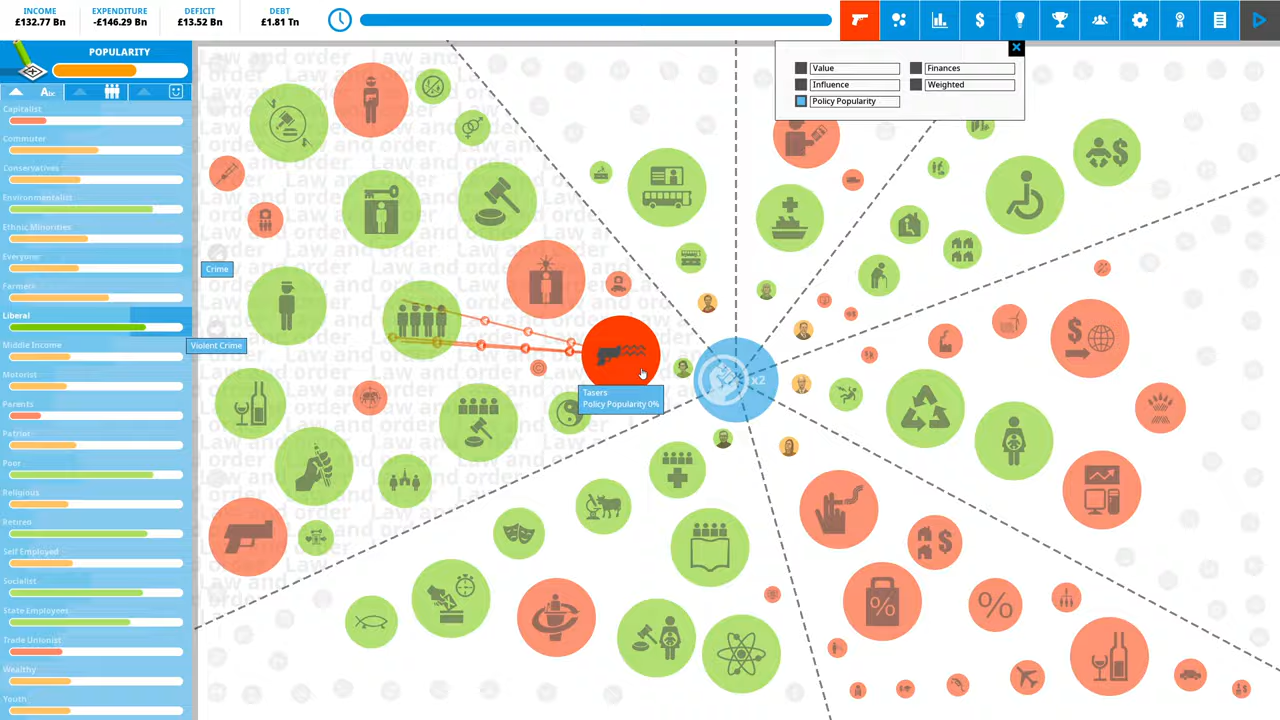 INCOME EXPENDITURE DEFICIT DEBT
£132.77 Bn -£146.29 Bn £13.52 Bn £1.81 Tn
POPULARITY
Capitalist
Commuter
Conservatives
Environmentalist
Ethnic Minorities
Everyone
Farmers
Liberal
Middle Income
Motorist
Parents
Patriot
Poor
Religious
Retired
Self Employed
Socialist
State Employees
Trade Unionist
Wealthy
Youth
Value
Finances
Influence
Weighted
Policy Popularity
Crime
Violent Crime
Tasers
Policy Popularity 0%
x2
Law and order